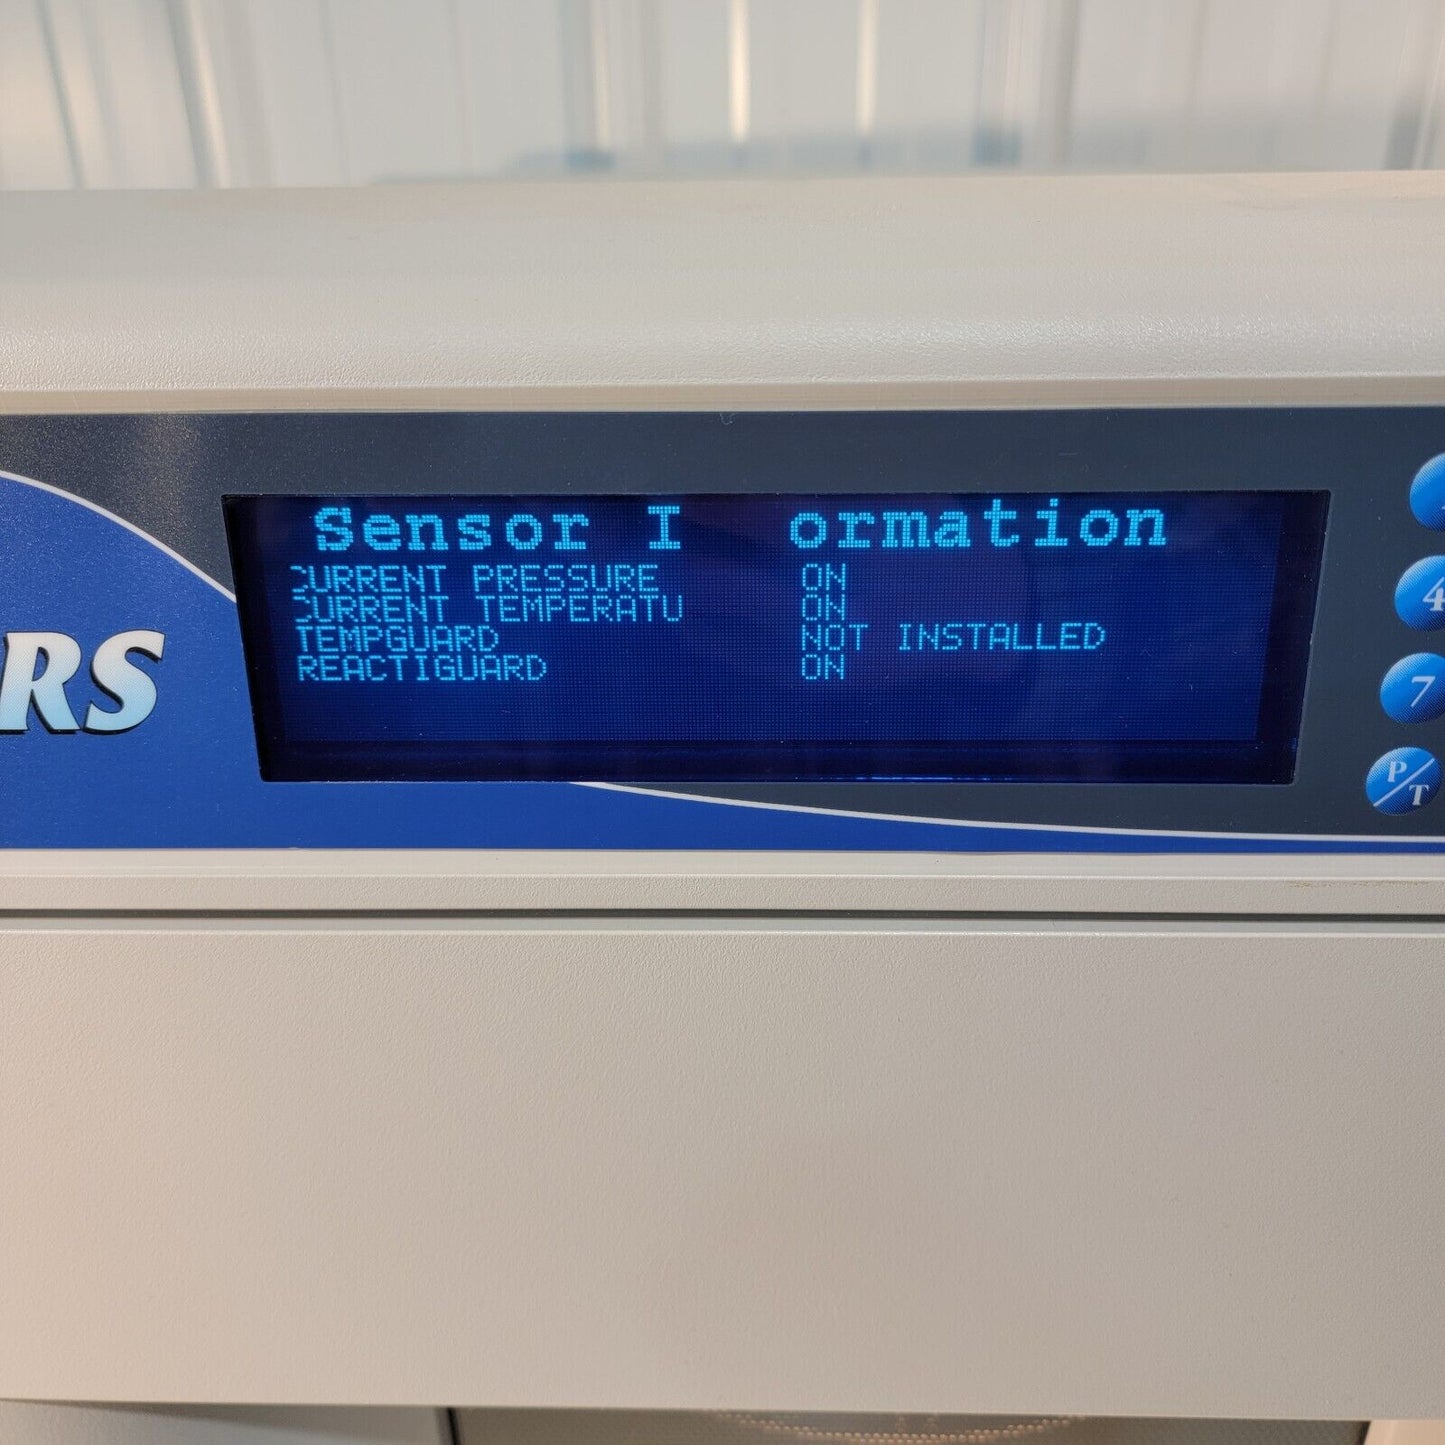 Sensor I ormation
CURRENT PRESSURE ON
CURRENT TEMPERATU ON
TEMPGUARD NOT INSTALLED
REACTIGUARD ON
RS
4
7
P/T